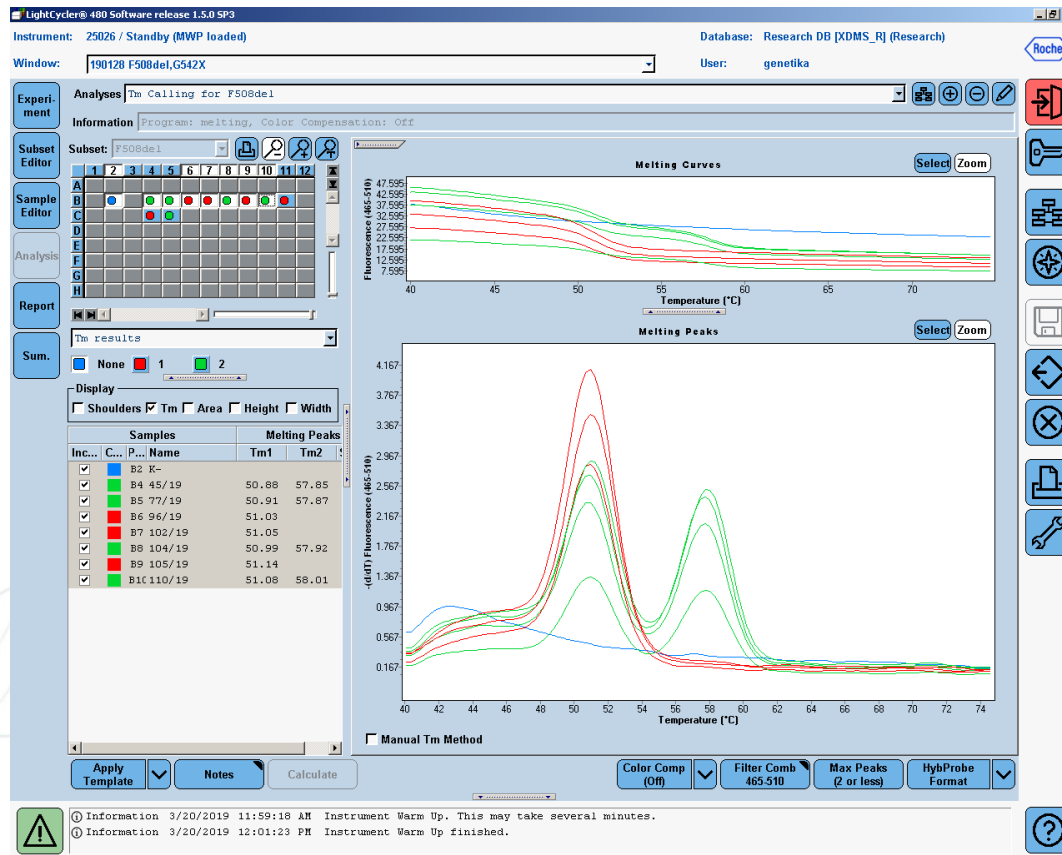 LightCycler® 480 Software release 1.5.0 SP3
Instrument: 25026 / Standby (MWP loaded) Database: Research DB [XDMS_R] (Research)
Window: 190128 F508del,G542X User: genetika
Roche
Experi-
ment
Subset
Editor
Sample
Editor
Analysis
Report
Sum.
Analyses Tm Calling for F508del
Information Program: melting, Color Compensation: Off
Subset: F508del
1 2 3 4 5 6 7 8 9 10 11 12
A
B
C
D
E
F
G
H
Tm results
None 1 2
Display
Shoulders Tm Area Height Width
Samples Melting Peaks
Inc... C... P... Name Tm1 Tm2
B2 K-
B4 45/19 50.88 57.85
B5 77/19 50.91 57.87
B6 96/19 51.03
B7 102/19 51.05
B8 104/19 50.99 57.92
B9 105/19 51.14
B1C110/19 51.08 58.01
Melting Curves
Select Zoom
Fluorescence (465-510)
47.595
42.595
37.595
32.595
27.595
22.595
17.595
12.595
7.595
40 45 50 55 60 65 70
Temperature (°C)
Melting Peaks
Select Zoom
-(d/dT) Fluorescence (465-510)
4.167
3.767
3.367
2.967
2.567
2.167
1.767
1.367
0.967
0.567
0.167
40 42 44 46 48 50 52 54 56 58 60 62 64 66 68 70 72 74
Temperature (°C)
Manual Tm Method
Apply
Template
Notes
Calculate
Color Comp
(Off)
Filter Comb
465-510
Max Peaks
(2 or less)
HybProbe
Format
Information 3/20/2019 11:59:18 AM Instrument Warm Up. This may take several minutes.
Information 3/20/2019 12:01:23 PM Instrument Warm Up finished.